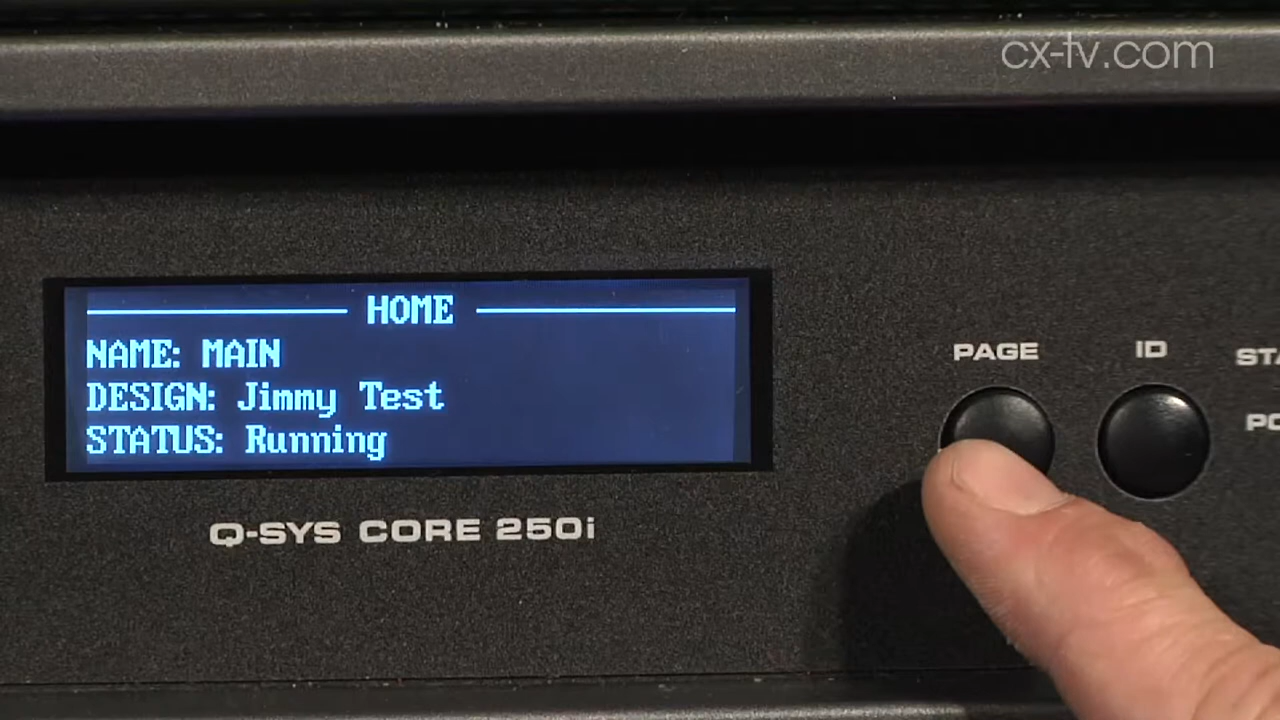 cx-tv.com
HOME
NAME: MAIN
DESIGN: Jimmy Test
STATUS: Running
PAGE
ID
Q-SYS CORE 250i